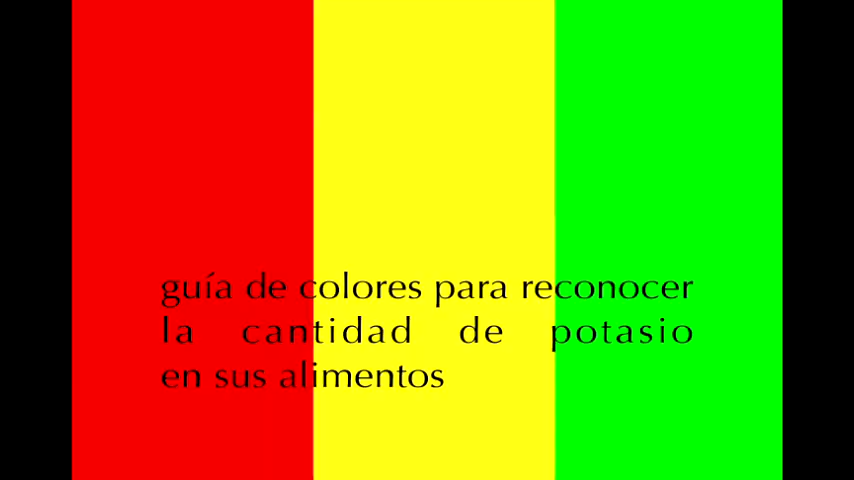 guía de colores para reconocer
la cantidad de potasio
en sus alimentos